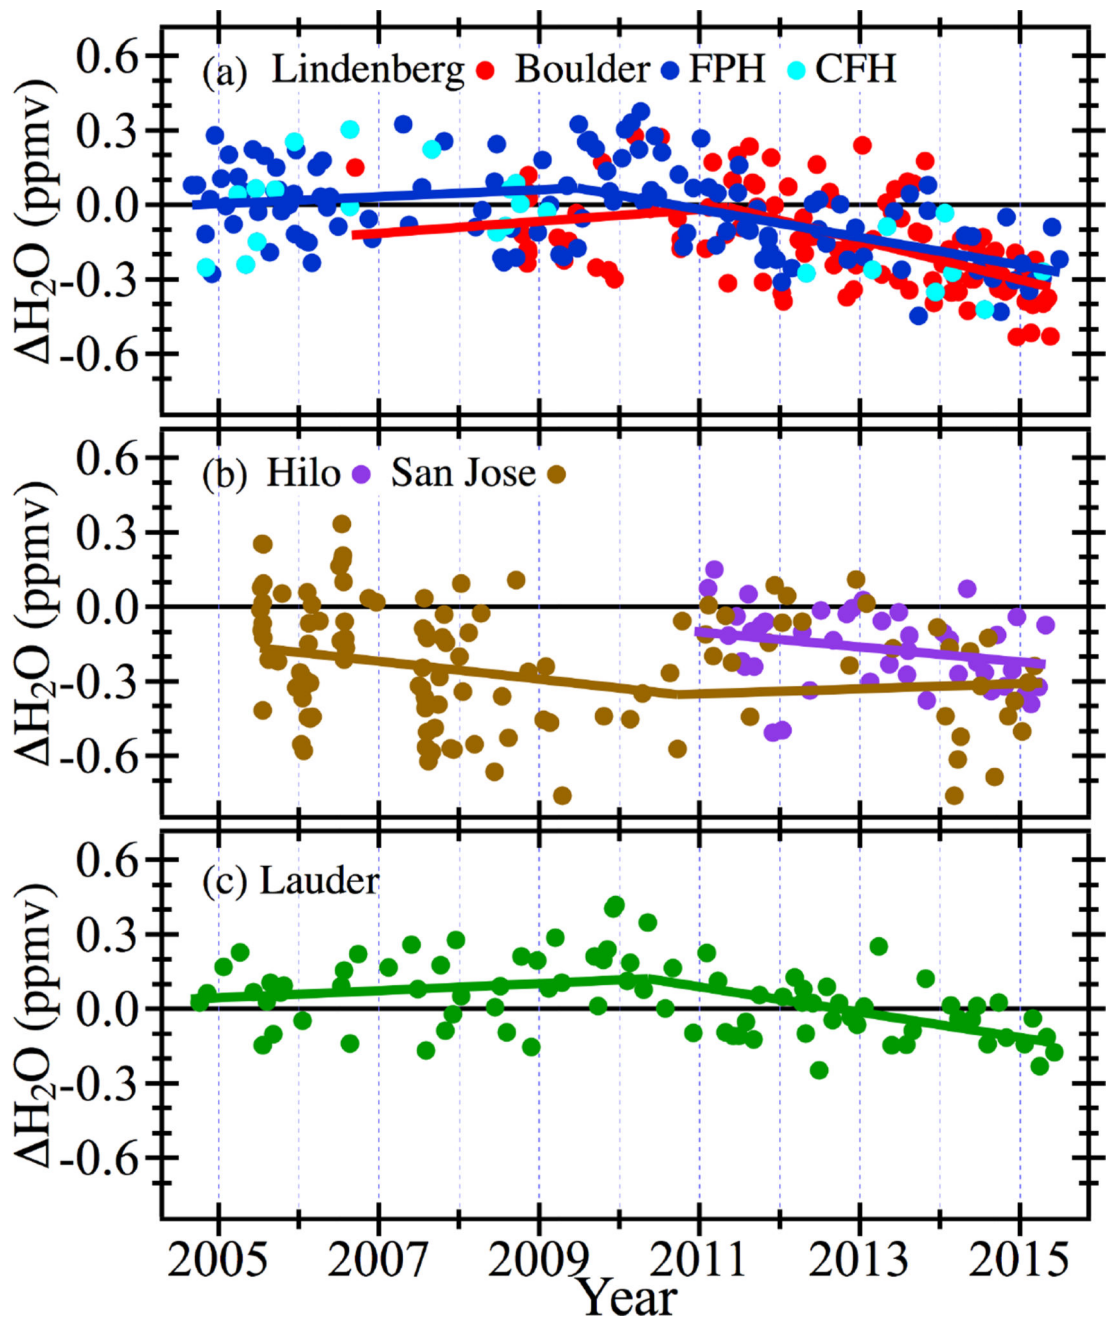 (a) Lindenberg Boulder FPH CFH
0.6
0.3
0.0
-0.3
-0.6
ΔH₂O (ppmv)
(b) Hilo San Jose
0.6
0.3
0.0
-0.3
-0.6
ΔH₂O (ppmv)
(c) Lauder
0.6
0.3
0.0
-0.3
-0.6
ΔH₂O (ppmv)
2005 2007 2009 2011 2013 2015
Year